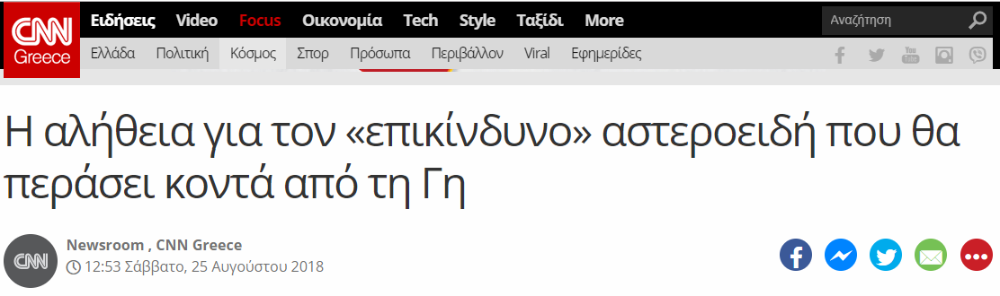 CNN
Greece
Ειδήσεις Video Focus Οικονομία Tech Style Ταξίδι More
Αναζήτηση
Ελλάδα Πολιτική Κόσμος Σπορ Πρόσωπα Περιβάλλον Viral Εφημερίδες
You
Tube
Η αλήθεια για τον «επικίνδυνο» αστεροειδή που θα
περάσει κοντά από τη Γη
CNN
Newsroom , CNN Greece
12:53 Σάββατο, 25 Αυγούστου 2018